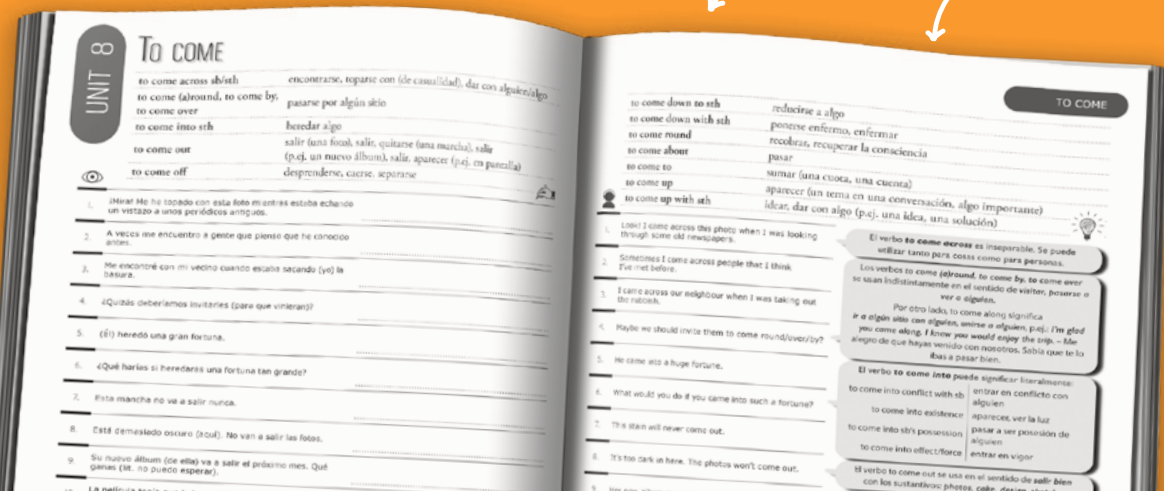 UNIT 8
TO COME
to come across sb/sth
encontrarse, toparse con (de casualidad), dar con alguien/algo
to come (a)round, to come by,
to come over
pasarse por algún sitio
to come into sth
heredar algo
to come out
salir (una foto), salir, quitarse (una mancha), salir
(p.ej. un nuevo álbum), salir, aparecer (p.ej. en pantalla)
to come off
desprenderse, caerse, separarse
1. ¡Mira! Me he topado con esta foto mientras estaba echando
un vistazo a unos periódicos antiguos.
2. A veces me encuentro a gente que pienso que he conocido
antes.
3. Me encontré con mi vecino cuando estaba sacando (yo) la
basura.
4. ¿Quizás deberíamos invitarles (para que vinieran)?
5. (Él) heredó una gran fortuna.
6. ¿Qué harías si heredaras una fortuna tan grande?
7. Esta mancha no va a salir nunca.
8. Está demasiado oscuro (aquí). No van a salir las fotos.
9. Su nuevo álbum (de ella) va a salir el próximo mes. Qué
ganas (lit. no puedo esperar).
La película
TO COME
to come down to sth
reducirse a algo
to come down with sth
ponerse enfermo, enfermar
to come round
recobrar, recuperar la consciencia
to come about
pasar
to come to
sumar (una cuota, una cuenta)
to come up
aparecer (un tema en una conversación, algo importante)
to come up with sth
idear, dar con algo (p.ej. una idea, una solución)
1. Look! I came across this photo when I was looking
through some old newspapers.
2. Sometimes I come across people that I think
I've met before.
3. I came across our neighbour when I was taking out
the rubbish.
4. Maybe we should invite them to come round/over/by?
5. He came into a huge fortune.
6. What would you do if you came into such a fortune?
7. This stain will never come out.
8. It's too dark in here. The photos won't come out.
9.
El verbo to come across es inseparable. Se puede
utilizar tanto para cosas como para personas.
Los verbos to come (a)round, to come by, to come over
se usan indistintamente en el sentido de visitar, pasarse a
ver a alguien.
Por otro lado, to come along significa
ir a algún sitio con alguien, unirse a alguien, p.ej.: I'm glad
you came along, I knew you would enjoy the trip. – Me
alegro de que hayas venido con nosotros. Sabía que te lo
ibas a pasar bien.
El verbo to come into puede significar literalmente:
to come into conflict with sb
entrar en conflicto con
alguien
to come into existence
aparecer, ver la luz
to come into sb's possession
pasar a ser posesión de
alguien
to come into effect/force
entrar en vigor
El verbo to come out se usa en el sentido de salir bien
con los sustantivos: photos, cake, design,